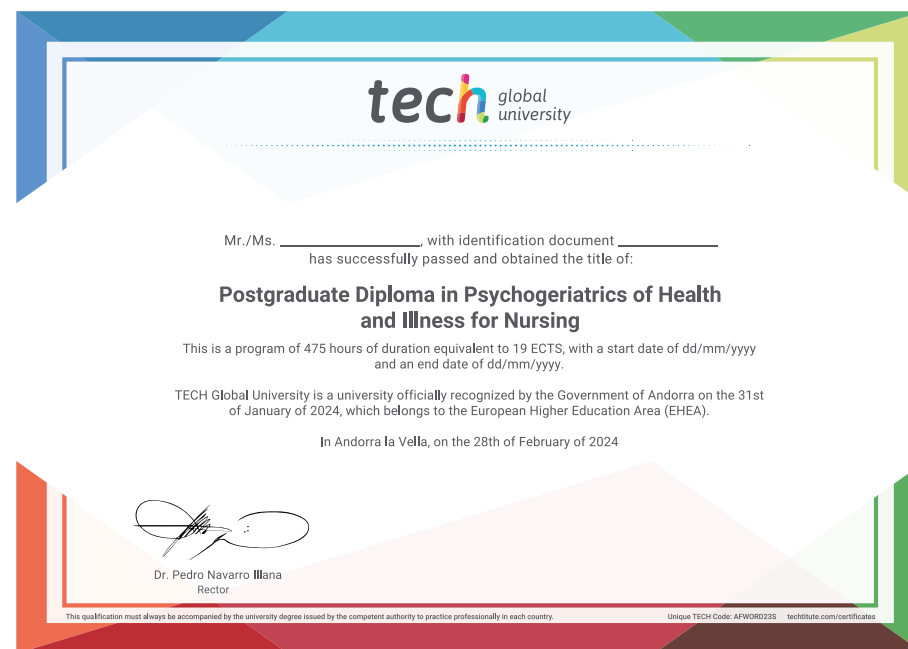 tech global university
Mr./Ms. ____________, with identification document ____________
has successfully passed and obtained the title of:
Postgraduate Diploma in Psychogeriatrics of Health
and Illness for Nursing
This is a program of 475 hours of duration equivalent to 19 ECTS, with a start date of dd/mm/yyyy
and an end date of dd/mm/yyyy.
TECH Global University is a university officially recognized by the Government of Andorra on the 31st
of January of 2024, which belongs to the European Higher Education Area (EHEA).
In Andorra la Vella, on the 28th of February of 2024
Dr. Pedro Navarro Illana
Rector
This qualification must always be accompanied by the university degree issued by the competent authority to practice professionally in each country.
Unique TECH Code: AFWORD23S techtitute.com/certificates